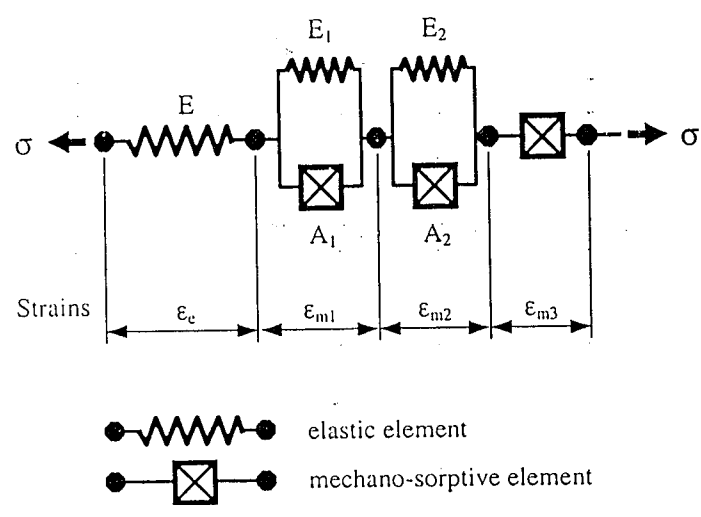 E₁ E₂
E
σ σ
A₁ A₂
Strains εₑ εₘ₁ εₘ₂ εₘ₃
elastic element
mechano-sorptive element